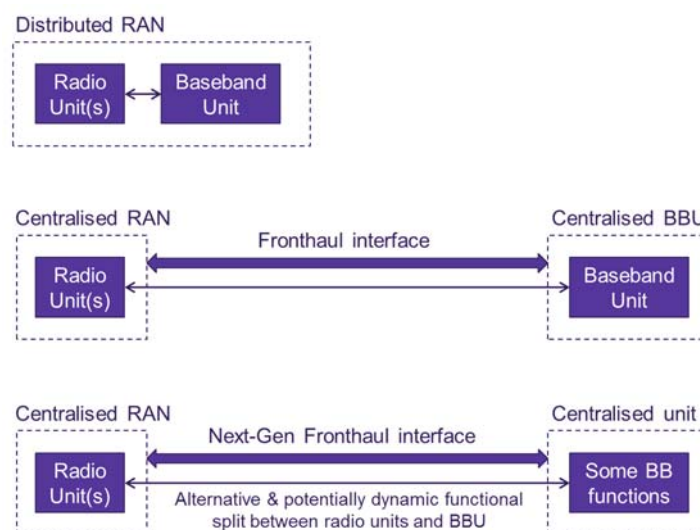 Distributed RAN
Radio
Unit(s)
Baseband
Unit
Centralised RAN
Fronthaul interface
Centralised BBU
Radio
Unit(s)
Baseband
Unit
Centralised RAN
Next-Gen Fronthaul interface
Centralised unit
Radio
Unit(s)
Some BB
functions
Alternative & potentially dynamic functional
split between radio units and BBU